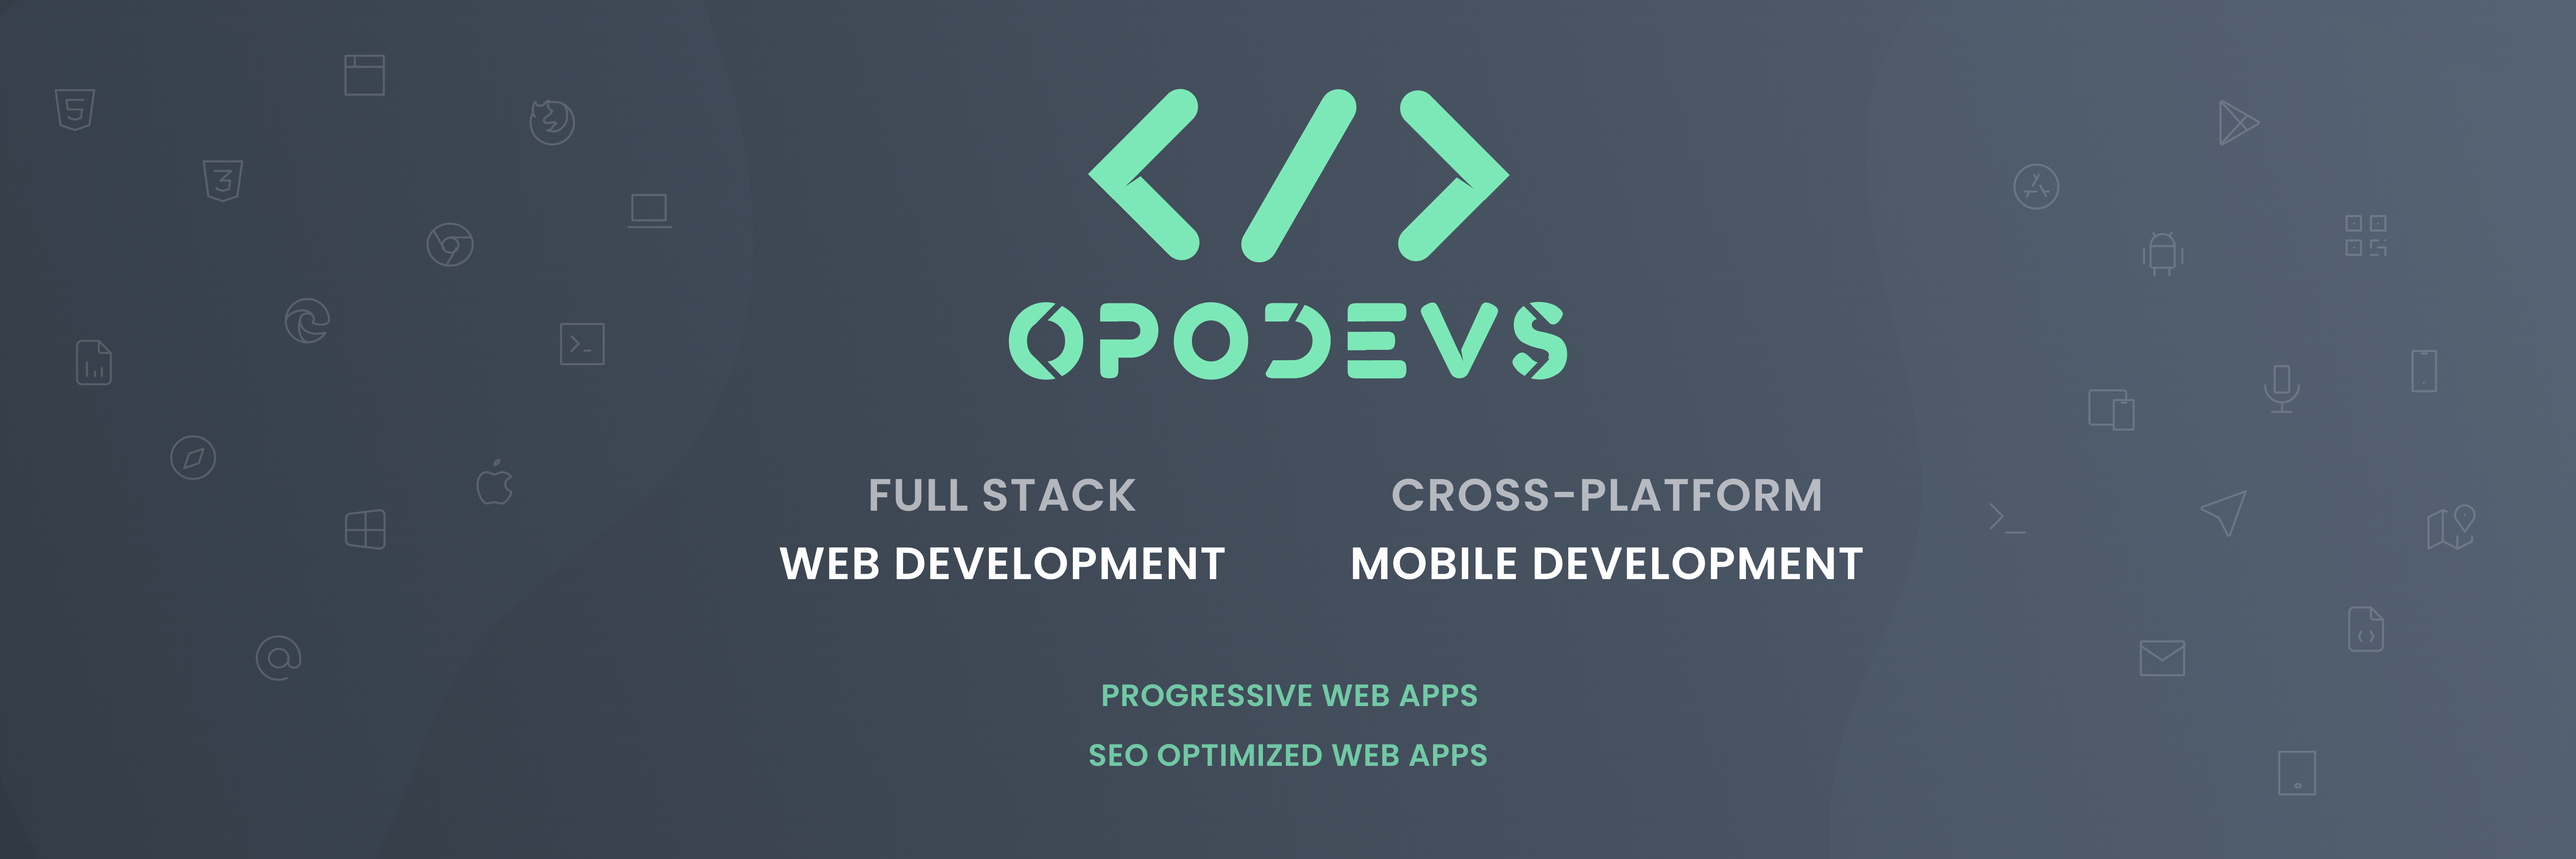 OPODEVS
FULL STACK
WEB DEVELOPMENT
CROSS-PLATFORM
MOBILE DEVELOPMENT
PROGRESSIVE WEB APPS
SEO OPTIMIZED WEB APPS